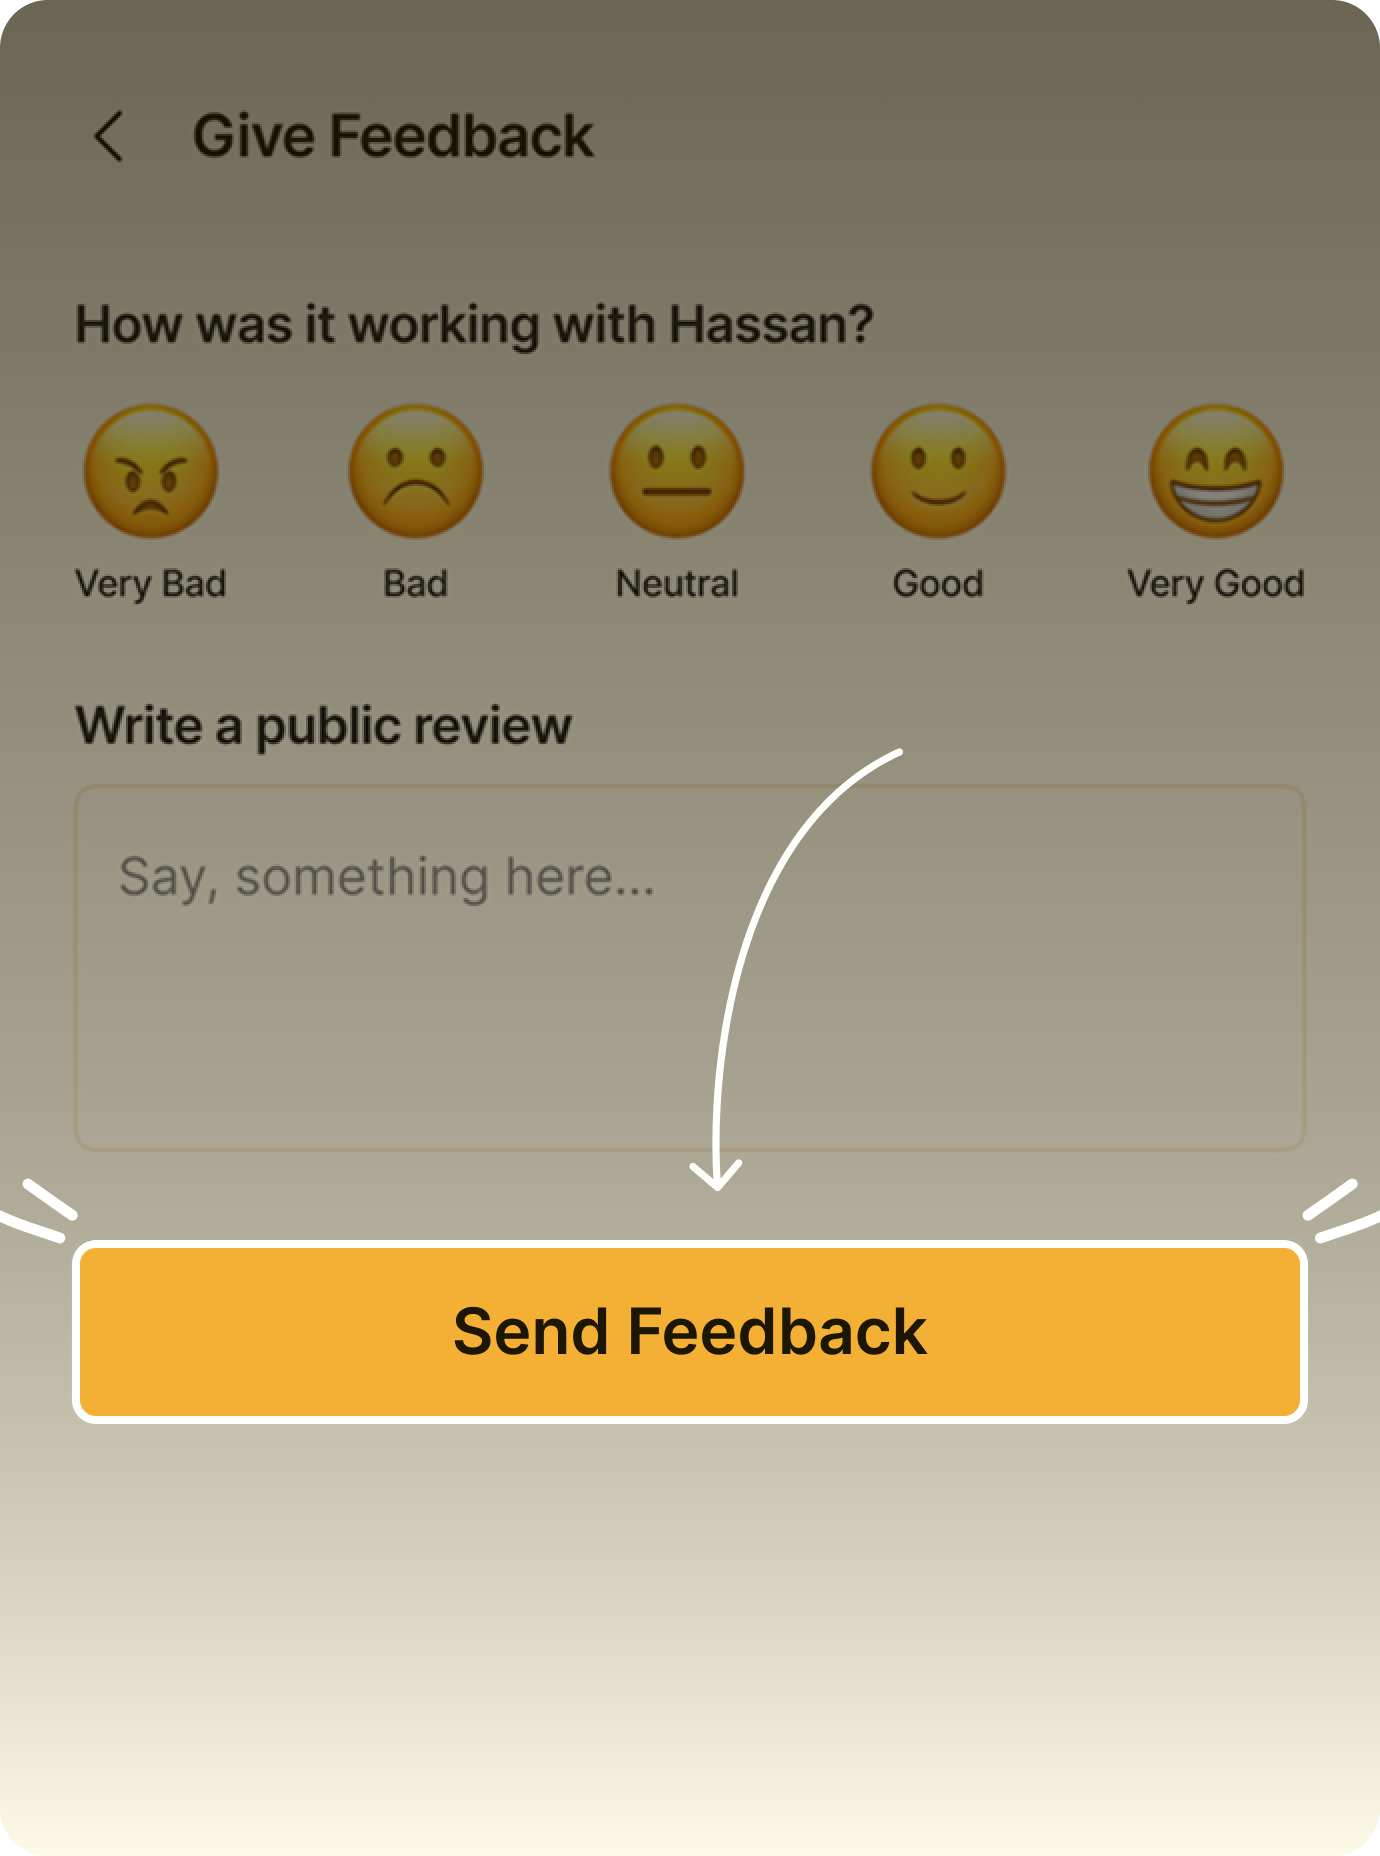 Give Feedback
How was it working with Hassan?
Very Bad Bad Neutral Good Very Good
Write a public review
Say, something here...
Send Feedback